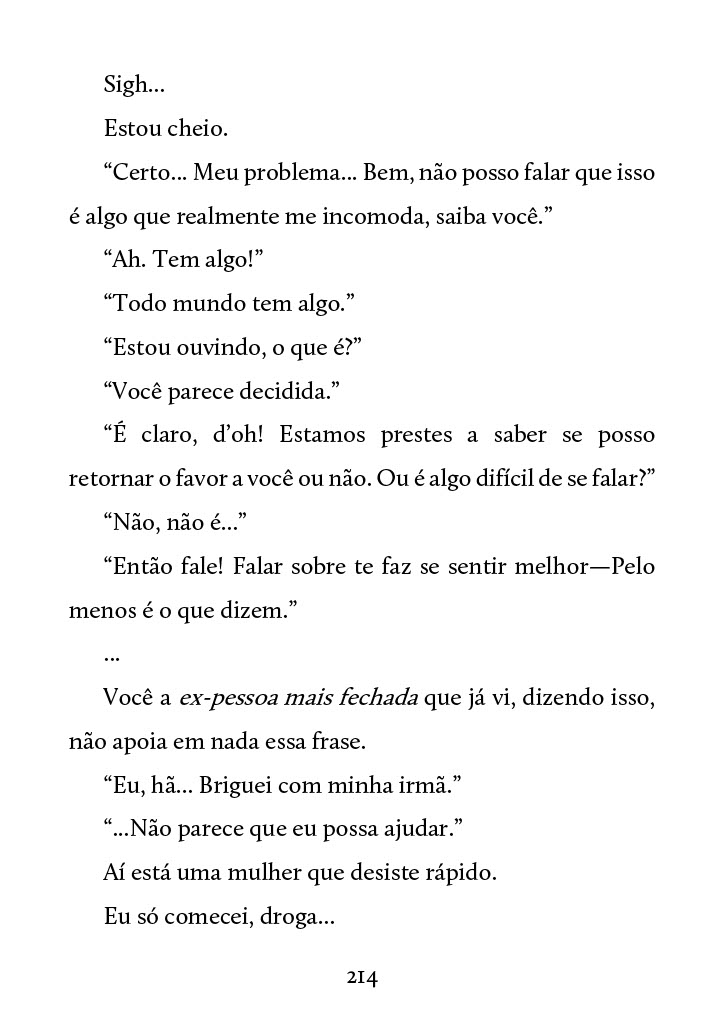 Sigh...
Estou cheio.
“Certo... Meu problema... Bem, não posso falar que isso
é algo que realmente me incomoda, saiba você.”
“Ah. Tem algo!”
“Todo mundo tem algo.”
“Estou ouvindo, o que é?”
“Você parece decidida.”
“É claro, d’oh! Estamos prestes a saber se posso
retornar o favor a você ou não. Ou é algo difícil de se falar?”
“Não, não é...”
“Então fale! Falar sobre te faz se sentir melhor—Pelo
menos é o que dizem.”
...
Você a ex-pessoa mais fechada que já vi, dizendo isso,
não apoia em nada essa frase.
“Eu, hã... Briguei com minha irmã.”
“...Não parece que eu possa ajudar.”
Aí está uma mulher que desiste rápido.
Eu só comecei, droga...
214